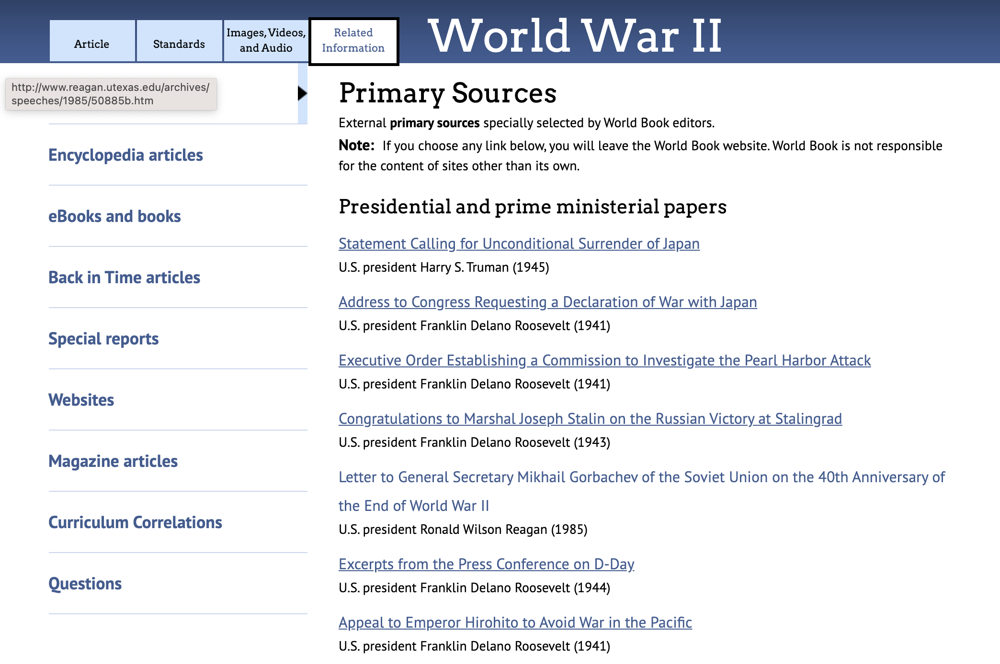 Article
Standards
Images, Videos,
and Audio
Related
Information
World War II
http://www.reagan.utexas.edu/archives/
speeches/1985/50885b.htm
Encyclopedia articles
eBooks and books
Back in Time articles
Special reports
Websites
Magazine articles
Curriculum Correlations
Questions
Primary Sources
External primary sources specially selected by World Book editors.
Note: If you choose any link below, you will leave the World Book website. World Book is not responsible
for the content of sites other than its own.
Presidential and prime ministerial papers
Statement Calling for Unconditional Surrender of Japan
U.S. president Harry S. Truman (1945)
Address to Congress Requesting a Declaration of War with Japan
U.S. president Franklin Delano Roosevelt (1941)
Executive Order Establishing a Commission to Investigate the Pearl Harbor Attack
U.S. president Franklin Delano Roosevelt (1941)
Congratulations to Marshal Joseph Stalin on the Russian Victory at Stalingrad
U.S. president Franklin Delano Roosevelt (1943)
Letter to General Secretary Mikhail Gorbachev of the Soviet Union on the 40th Anniversary of
the End of World War II
U.S. president Ronald Wilson Reagan (1985)
Excerpts from the Press Conference on D-Day
U.S. president Franklin Delano Roosevelt (1944)
Appeal to Emperor Hirohito to Avoid War in the Pacific
U.S. president Franklin Delano Roosevelt (1941)